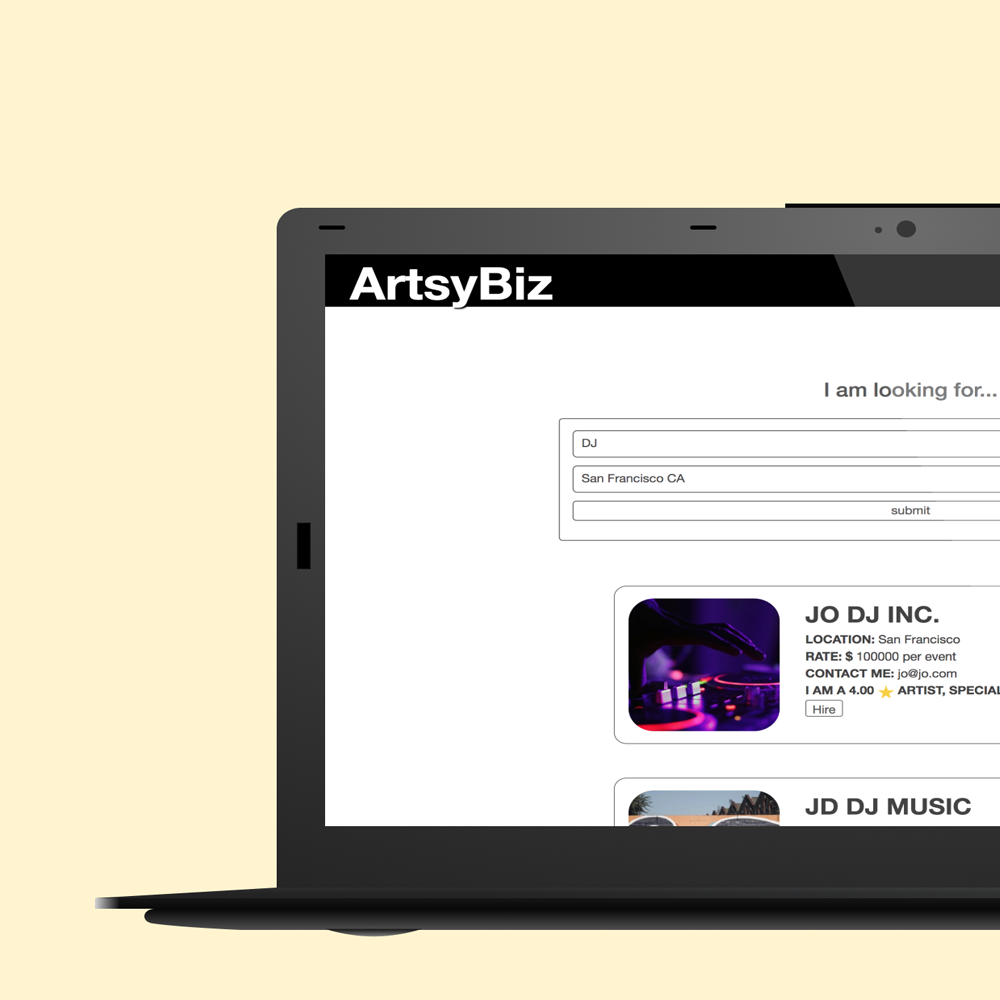 ArtsyBiz
I am looking for...
DJ
San Francisco CA
submit
JO DJ INC.
LOCATION: San Francisco
RATE: $ 100000 per event
CONTACT ME: jo@jo.com
I AM A 4.00 ⭐ ARTIST,
Hire
JD DJ MUSIC